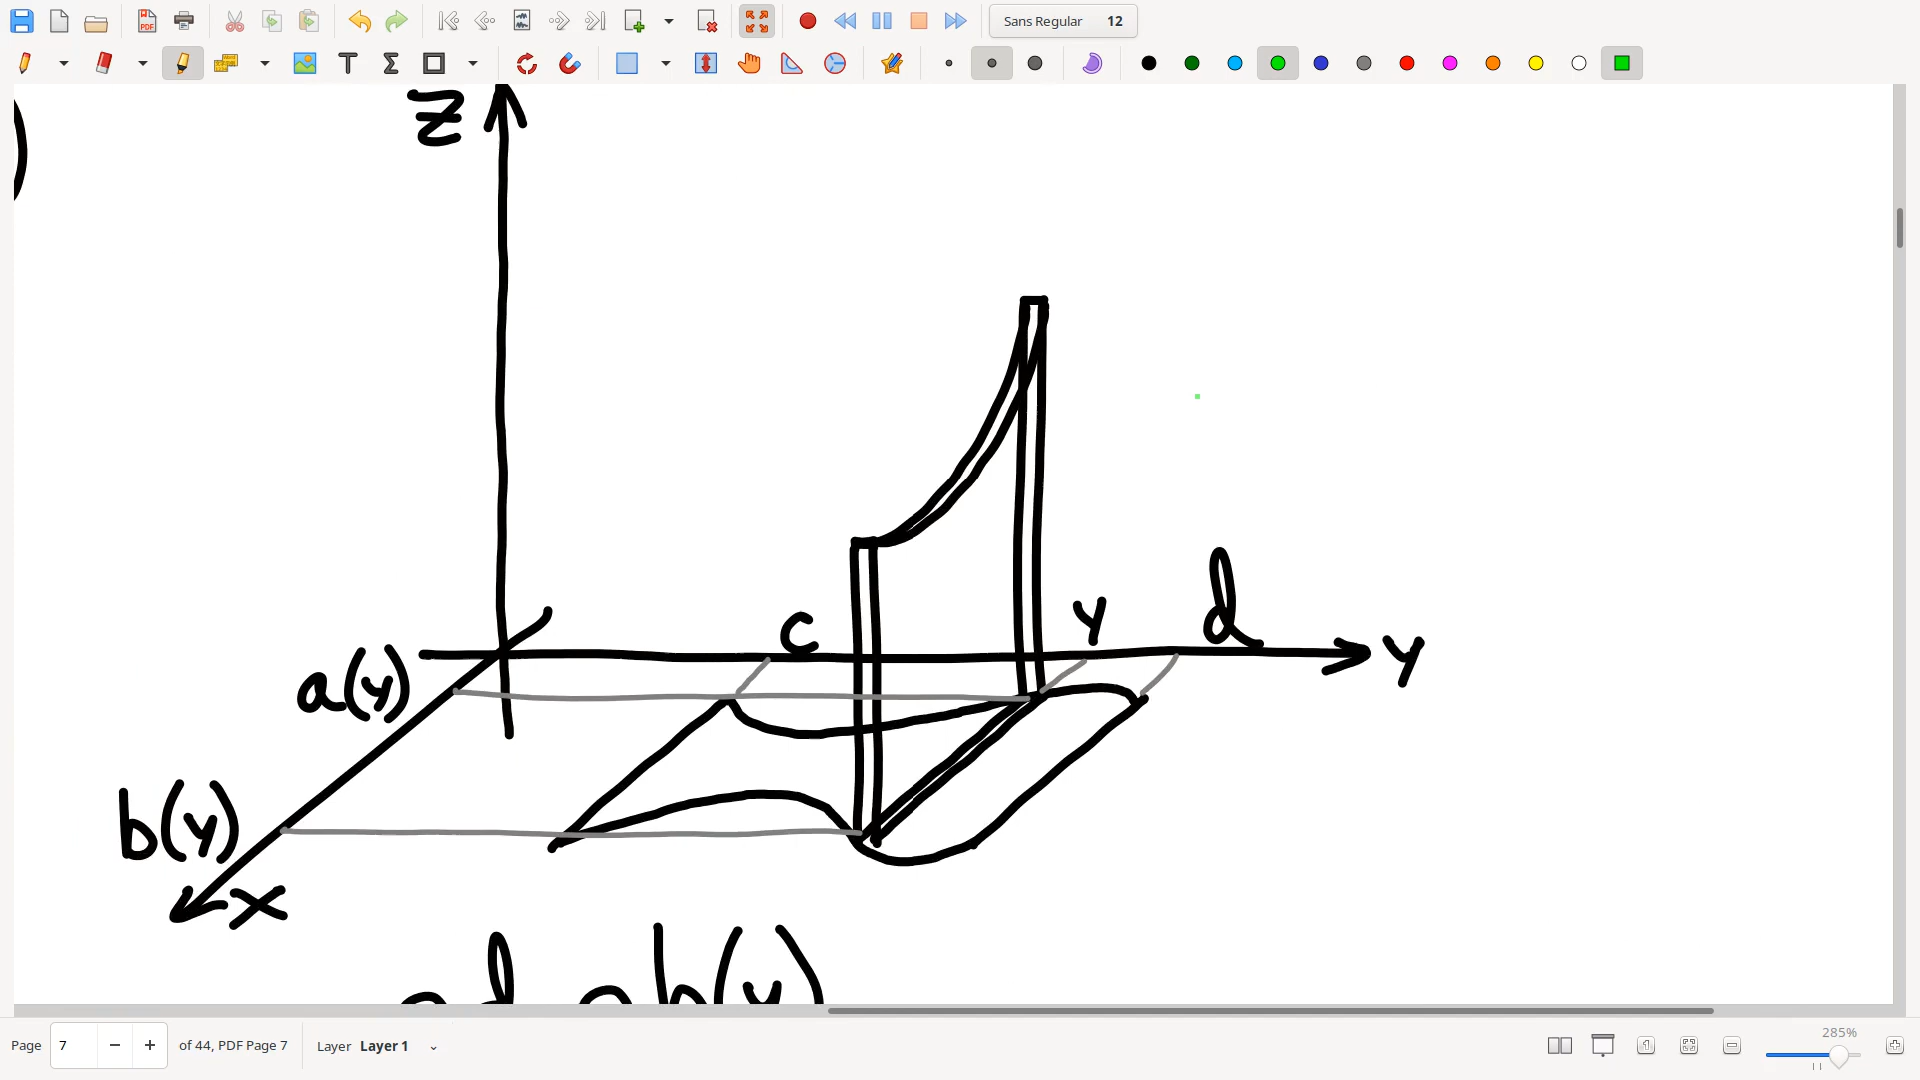 Sans Regular 12
Z
C
y
d
y
a(y)
b(y)
x
d b(y)
Page 7 of 44, PDF Page 7 Layer Layer 1 285%